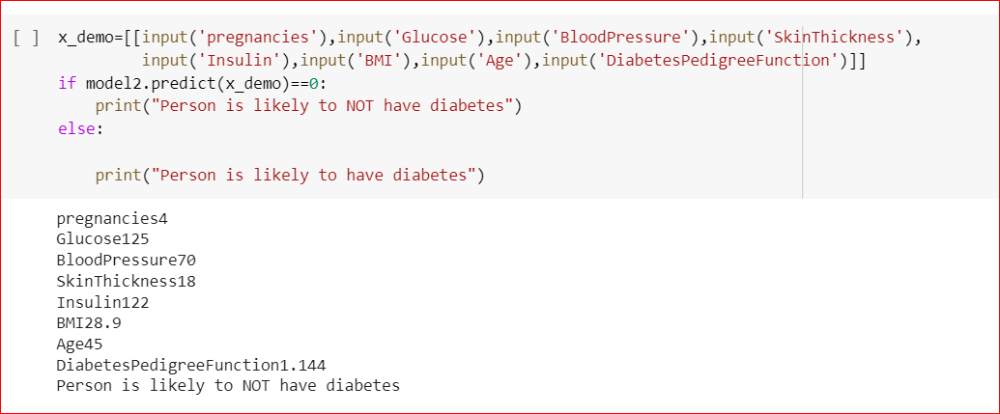 [ ] x_demo=[[input('pregnancies'),input('Glucose'),input('BloodPressure'),input('SkinThickness'),
input('Insulin'),input('BMI'),input('Age'),input('DiabetesPedigreeFunction')]]
if model2.predict(x_demo)==0:
print("Person is likely to NOT have diabetes")
else:
print("Person is likely to have diabetes")
pregnancies4
Glucose125
BloodPressure70
SkinThickness18
Insulin122
BMI28.9
Age45
DiabetesPedigreeFunction1.144
Person is likely to NOT have diabetes